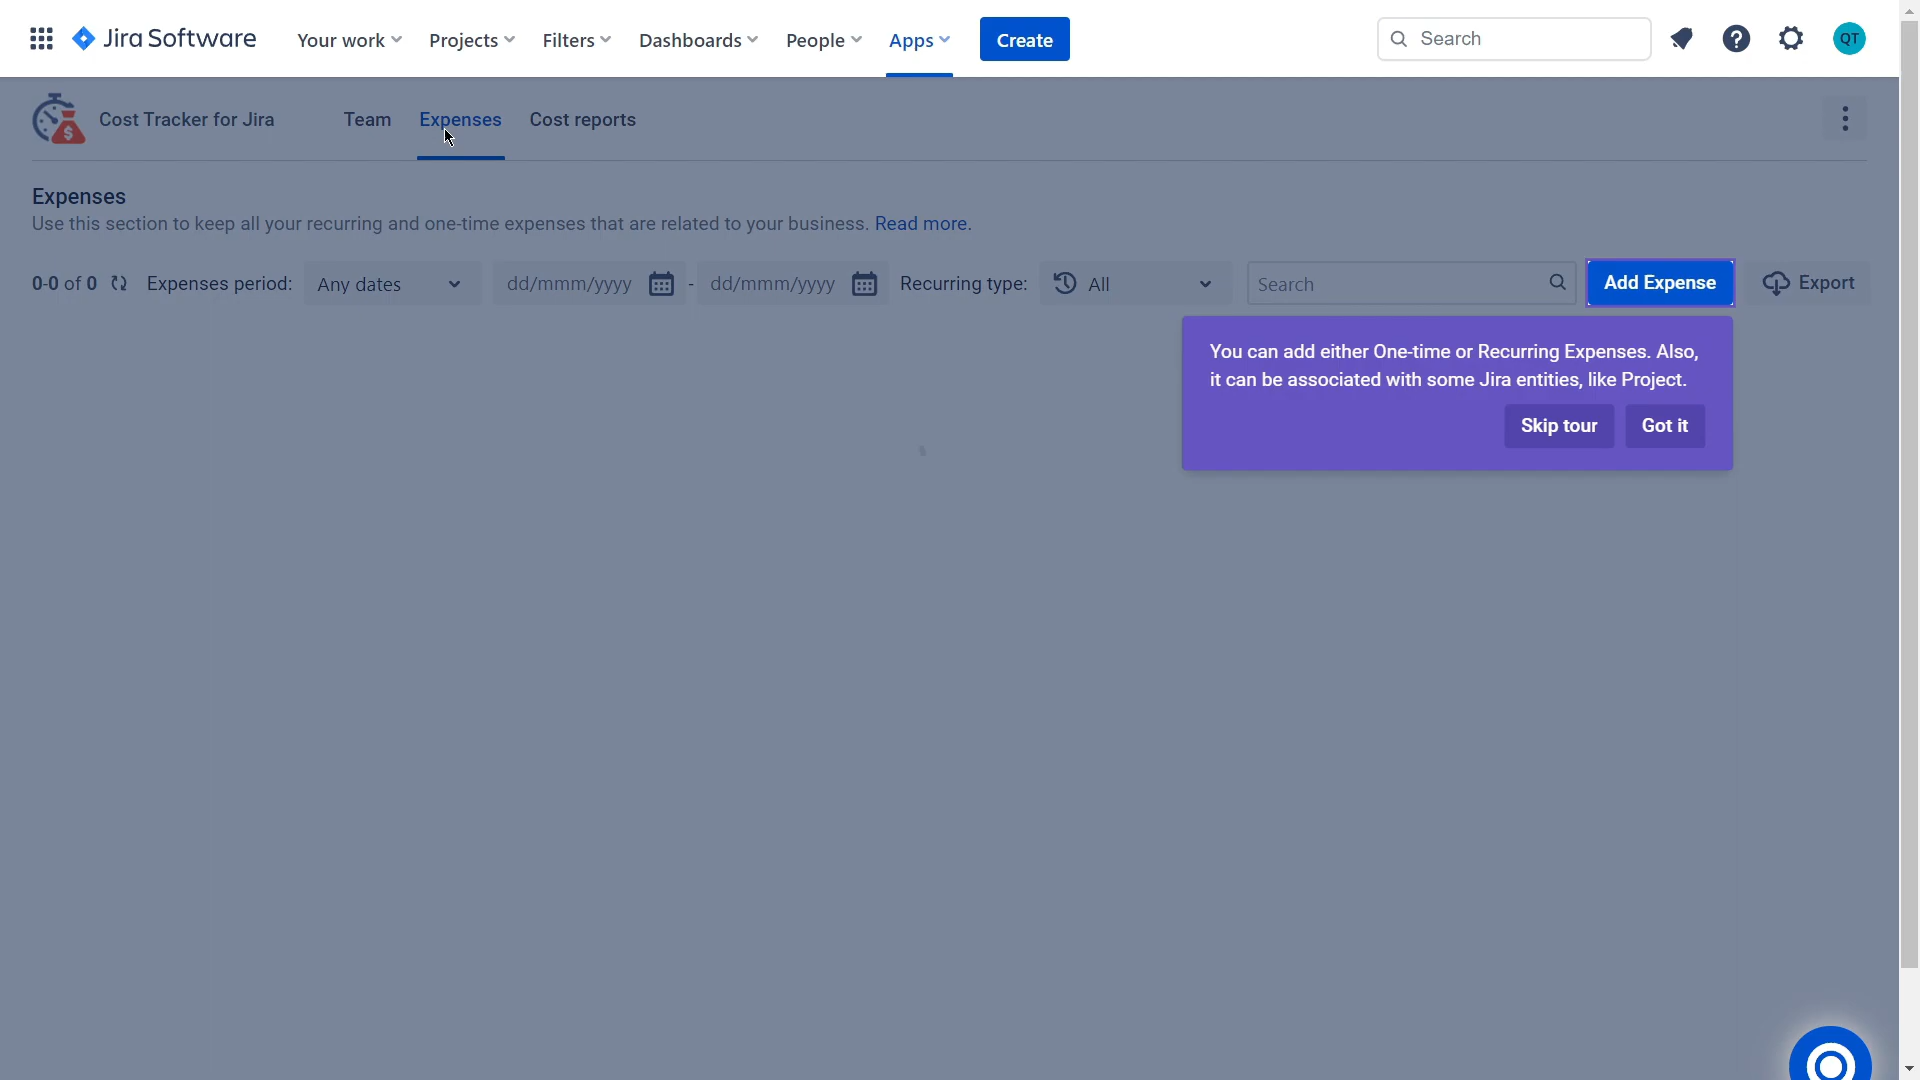 Jira Software Your work Projects Filters Dashboards People Apps Create Search QT
Cost Tracker for Jira Team Expenses Cost reports
Expenses
Use this section to keep all your recurring and one-time expenses that are related to your business. Read more.
0-0 of 0 Expenses period: Any dates dd/mmm/yyyy - dd/mmm/yyyy Recurring type: All Search Add Expense Export
You can add either One-time or Recurring Expenses. Also,
it can be associated with some Jira entities, like Project.
Skip tour Got it